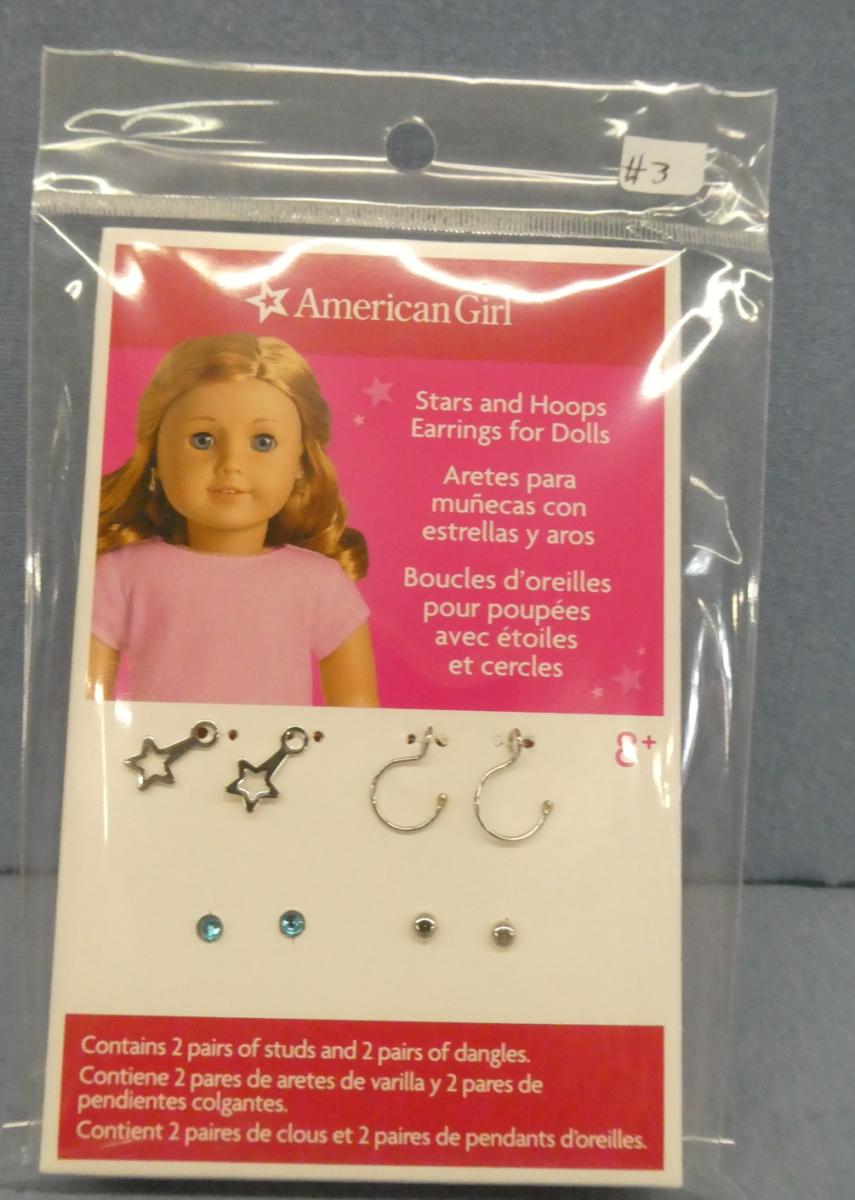 #3
American Girl
Stars and Hoops
Earrings for Dolls
Aretes para
muñecas con
estrellas y aros
Boucles d'oreilles
pour poupées
avec étoiles
et cercles
8+
Contains 2 pairs of studs and 2 pairs of dangles.
Contiene 2 pares de aretes de varilla y 2 pares de
pendientes colgantes.
Contient 2 paires de clous et 2 paires de pendants d'oreilles.